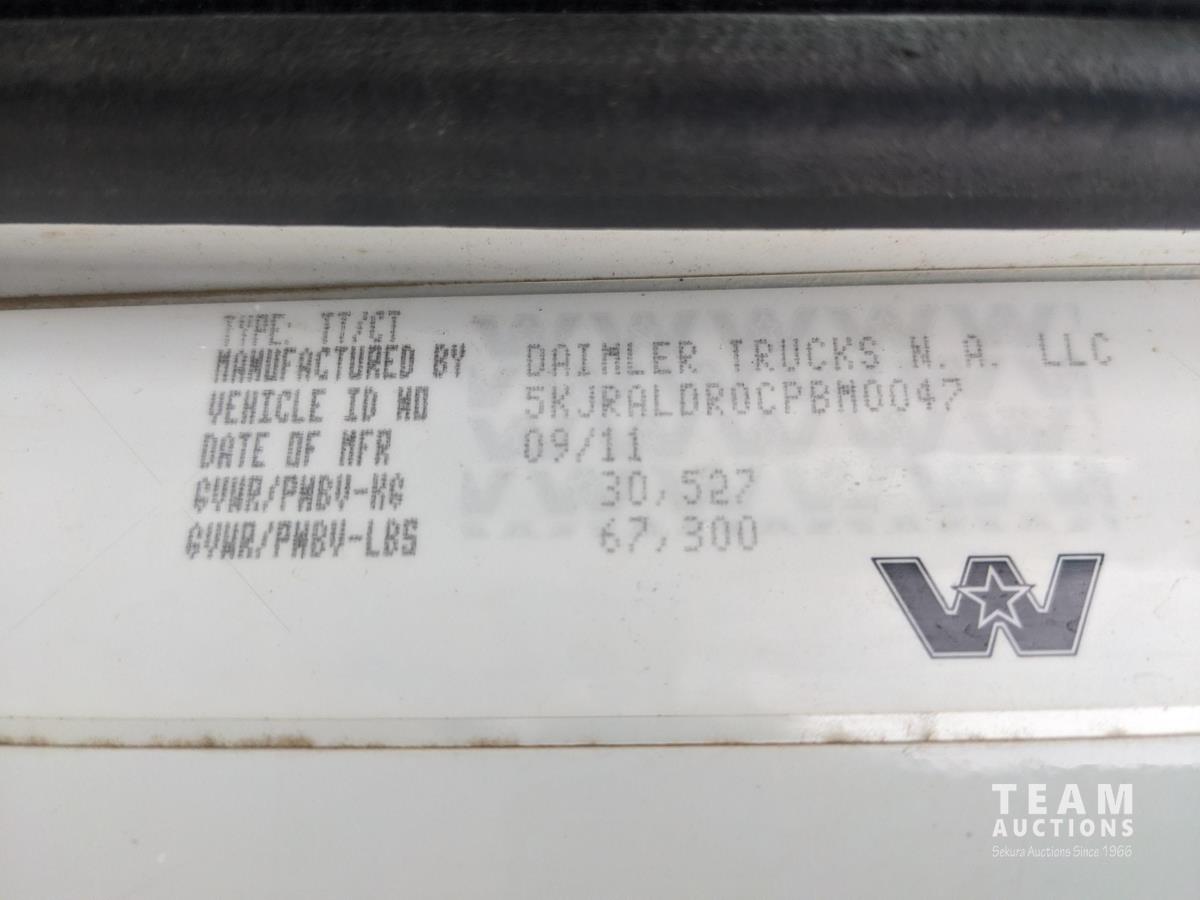 TYPE: TT/CT
MANUFACTURED BY DAIMLER TRUCKS N.A. LLC
VEHICLE ID NO 5KJRALDR0CPBM0047
DATE OF MFR 09/11
GVWR/PNBV-KG 30,527
GVWR/PNBV-LBS 67,300
W
TEAM
AUCTIONS
Sekura Auctions Since 1966